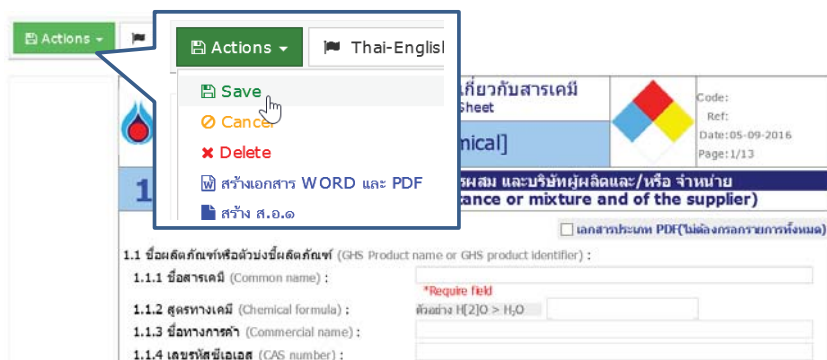 Actions
Actions
Thai-Englis
Save
Cancel
Delete
สร้างเอกสาร WORD และ PDF
สร้าง ส.อ.๑
เกี่ยวกับสารเคมี
Sheet
mical]
Code:
Ref:
Date:05-09-2016
Page:1/13
1
รผสม และบริษัทผู้ผลิตและ/หรือ จำหน่าย
tance or mixture and of the supplier)
เอกสารประเภท PDF(ไม่ต้องกรอกรายการทั้งหมด)
1.1 ชื่อผลิตภัณฑ์หรือตัวบ่งชี้ผลิตภัณฑ์ (GHS Product name or GHS product identifier) :
1.1.1 ชื่อสารเคมี (Common name) :
*Require field
1.1.2 สูตรทางเคมี (Chemical formula) : ตัวอย่าง H[2]O > H₂O
1.1.3 ชื่อทางการค้า (Commercial name) :
1.1.4 เลขรหัสซีเอเอส (CAS number) :